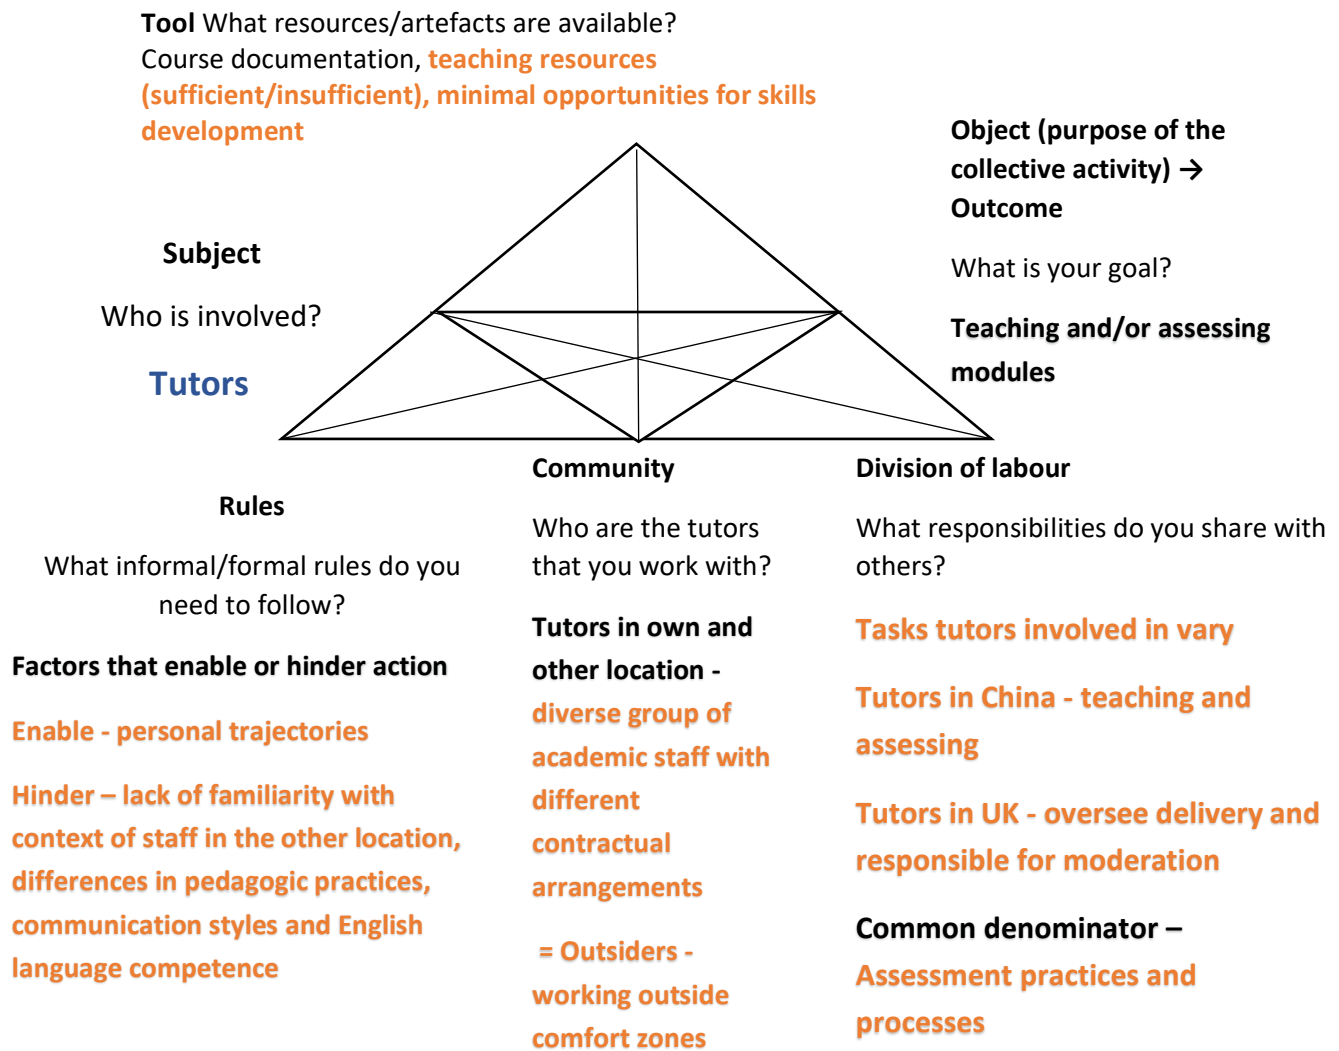 Tool What resources/artefacts are available?
Course documentation, teaching resources
(sufficient/insufficient), minimal opportunities for skills
development
Object (purpose of the
collective activity) →
Outcome
What is your goal?
Teaching and/or assessing
modules
Subject
Who is involved?
Tutors
Rules
What informal/formal rules do you
need to follow?
Factors that enable or hinder action
Enable - personal trajectories
Hinder – lack of familiarity with
context of staff in the other location,
differences in pedagogic practices,
communication styles and English
language competence
Community
Who are the tutors
that you work with?
Tutors in own and
other location -
diverse group of
academic staff with
different
contractual
arrangements
= Outsiders -
working outside
comfort zones
Division of labour
What responsibilities do you share with
others?
Tasks tutors involved in vary
Tutors in China - teaching and
assessing
Tutors in UK - oversee delivery and
responsible for moderation
Common denominator –
Assessment practices and
processes